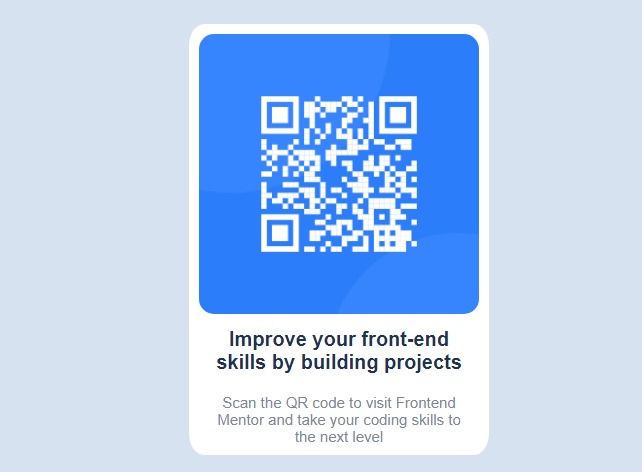 Improve your front-end
skills by building projects
Scan the QR code to visit Frontend
Mentor and take your coding skills to
the next level